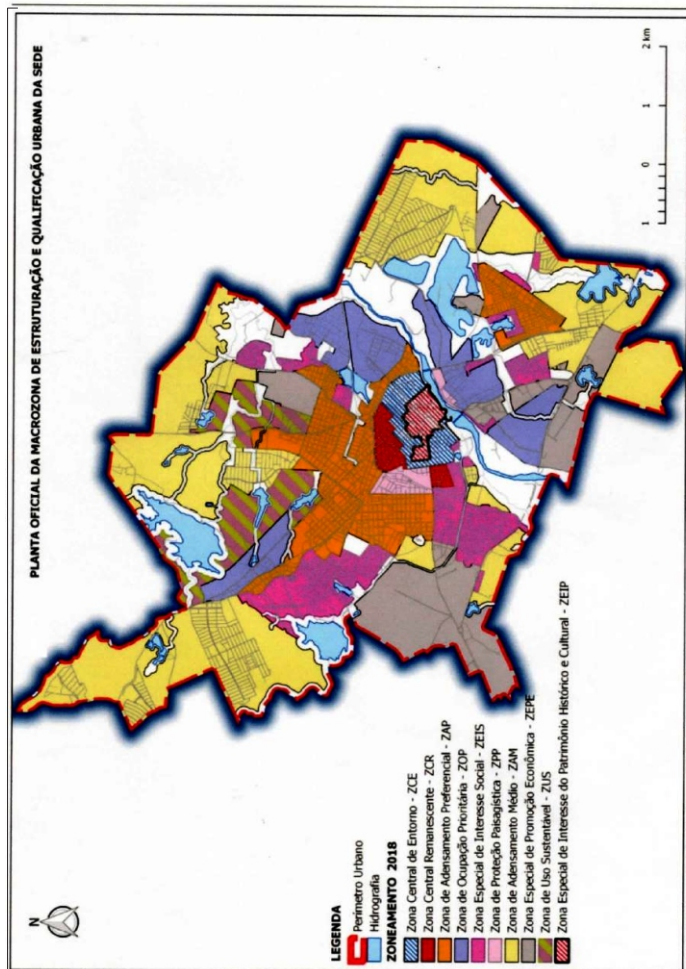 PLANTA OFICIAL DA MACROZONA DE ESTRUTURAÇÃO E QUALIFICAÇÃO URBANA DA SEDE
N
LEGENDA
Perímetro Urbano
Hidrografia
ZONEAMENTO 2018
Zona Central de Entorno - ZCE
Zona Central Remanescente - ZCR
Zona de Adensamento Preferencial - ZAP
Zona de Ocupação Prioritária - ZOP
Zona Especial de Interesse Social - ZEIS
Zona de Proteção Paisagística - ZPP
Zona de Adensamento Médio - ZAM
Zona Especial de Promoção Econômica - ZEPE
Zona de Uso Sustentável - ZUS
Zona Especial de Interesse do Patrimônio Histórico e Cultural - ZEIP
1 0 1 2 km